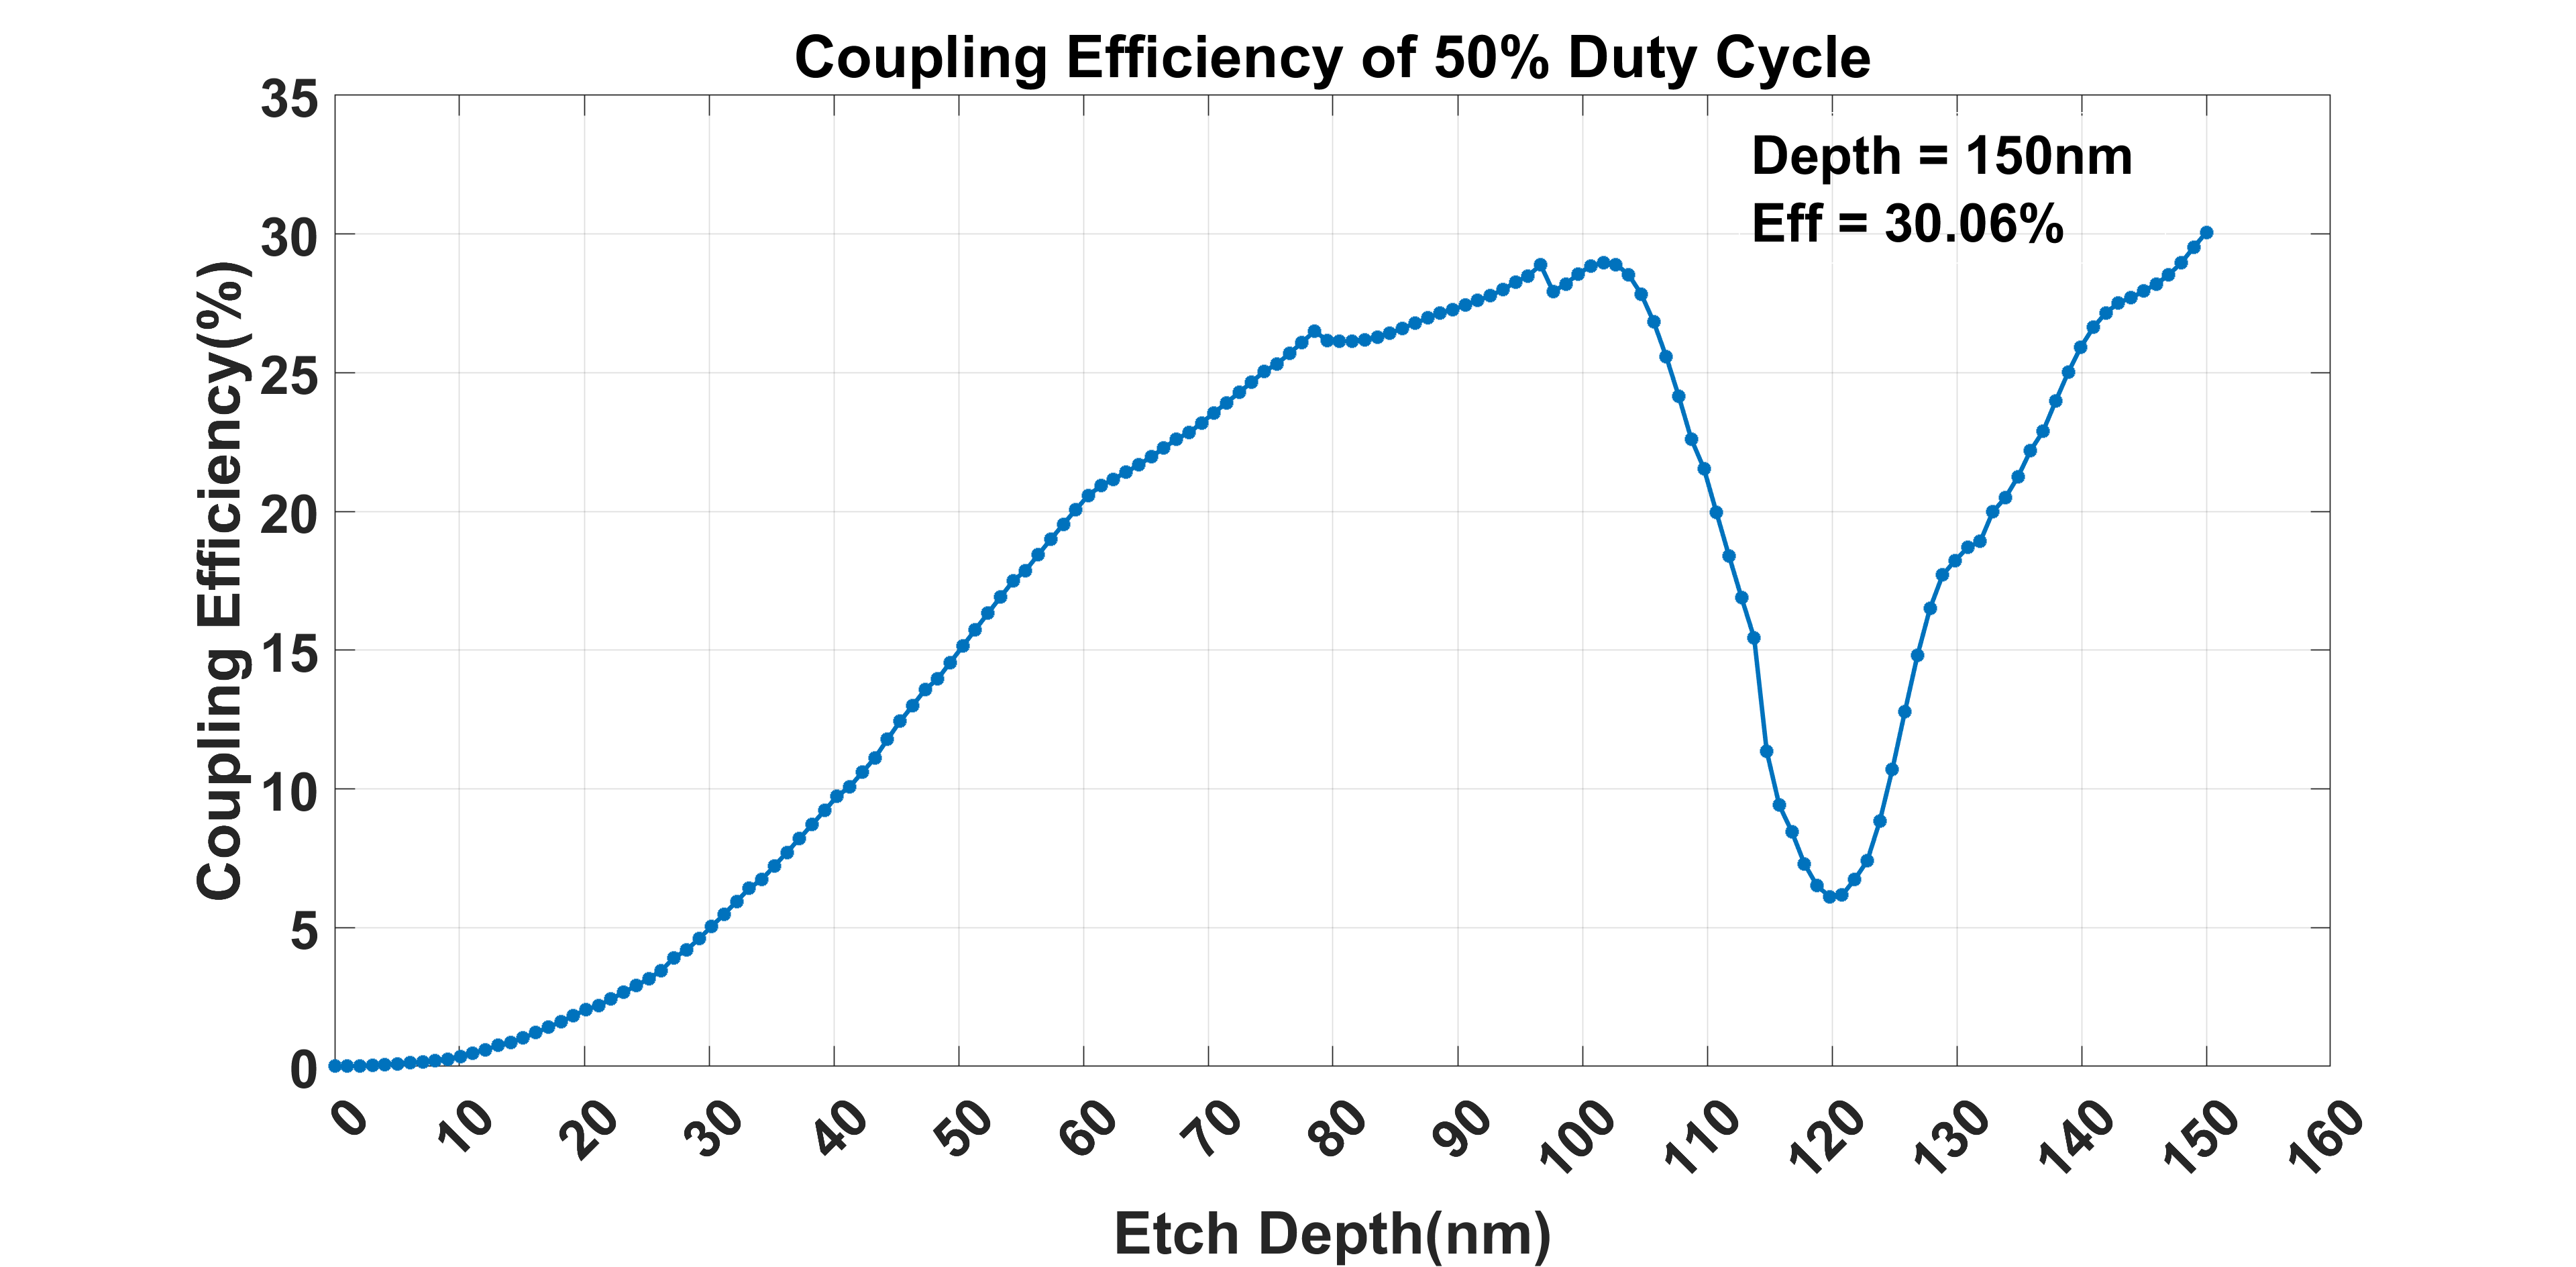 Coupling Efficiency of 50% Duty Cycle
Depth = 150nm
Eff = 30.06%
Coupling Efficiency(%)
35
30
25
20
15
10
5
0
0 10 20 30 40 50 60 70 80 90 100 110 120 130 140 150 160
Etch Depth(nm)